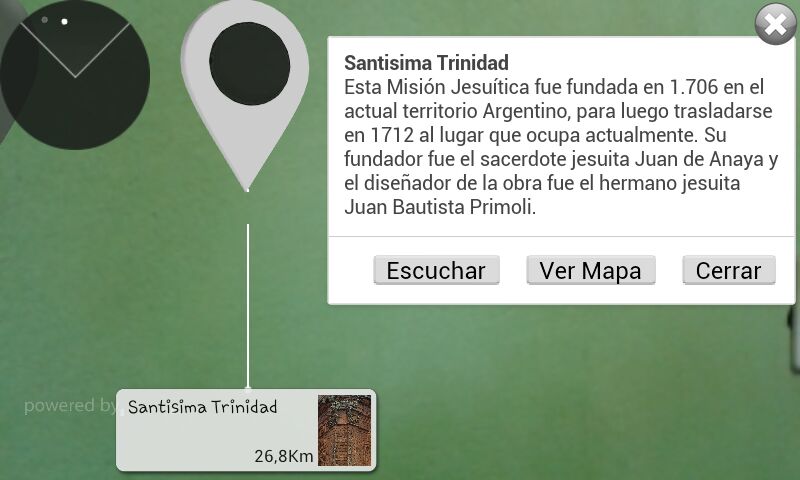 Santisima Trinidad
Esta Misión Jesuítica fue fundada en 1.706 en el
actual territorio Argentino, para luego trasladarse
en 1712 al lugar que ocupa actualmente. Su
fundador fue el sacerdote jesuita Juan de Anaya y
el diseñador de la obra fue el hermano jesuita
Juan Bautista Primoli.
Escuchar Ver Mapa Cerrar
powered by
Santisima Trinidad
26,8Km